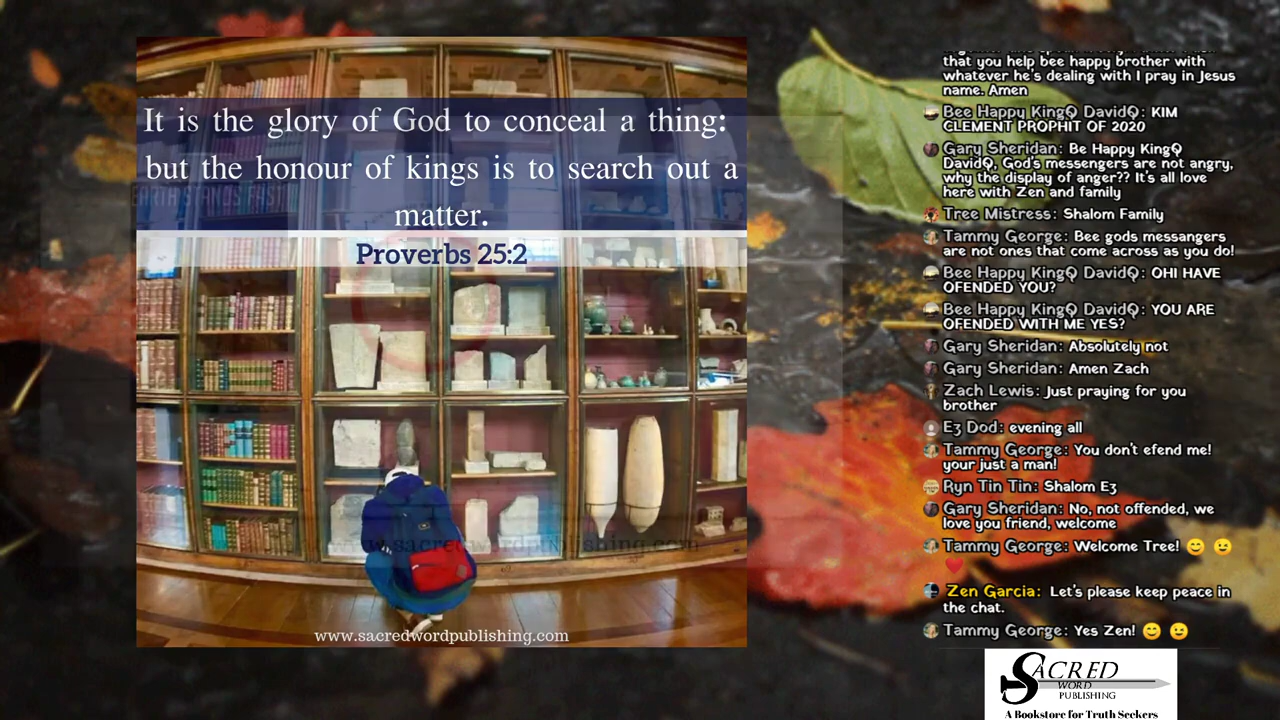 It is the glory of God to conceal a thing:
but the honour of kings is to search out a
matter.
Proverbs 25:2
EARTH STANDS FAST
www.sacredwordpublishing.com
www.sacredwordpublishing.com
that you help bee happy brother with
whatever he's dealing with I pray in Jesus
name. Amen
Bee Happy KingQ DavidQ: KIM
CLEMENT PROPHIT OF 2020
Gary Sheridan: Be Happy KingQ
DavidQ, God's messengers are not angry,
why the display of anger?? It's all love
here with Zen and family
Tree Mistress: Shalom Family
Tammy George: Bee gods messangers
are not ones that come across as you do!
Bee Happy KingQ DavidQ: OHI HAVE
OFENDED YOU?
Bee Happy KingQ DavidQ: YOU ARE
OFENDED WITH ME YES?
Gary Sheridan: Absolutely not
Gary Sheridan: Amen Zach
Zach Lewis: Just praying for you
brother
E3 Dod: evening all
Tammy George: You don't efend me!
your just a man!
Ryn Tin Tin: Shalom E3
Gary Sheridan: No, not offended, we
love you friend, welcome
Tammy George: Welcome Tree! 😊 😉
❤️
Zen Garcia: Let's please keep peace in
the chat.
Tammy George: Yes Zen! 😊 😉
SACRED
WORD
PUBLISHING
A Bookstore for Truth Seekers